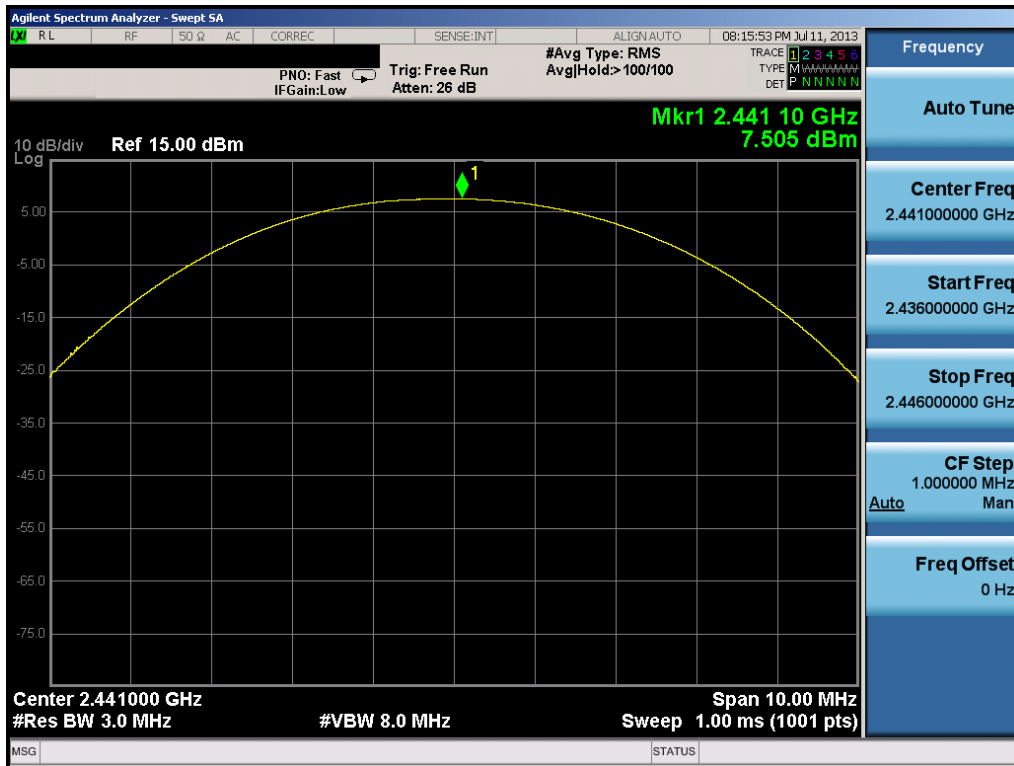 Agilent Spectrum Analyzer - Swept SA
LXI RL RF 50 Ω AC CORREC SENSE:INT ALIGN AUTO 08:15:53 PM Jul 11, 2013
PNO: Fast
IFGain:Low
Trig: Free Run
Atten: 26 dB
#Avg Type: RMS
Avg|Hold:>100/100
TRACE 1 2 3 4 5 6
TYPE M W W W W W
DET P N N N N N
Mkr1 2.441 10 GHz
7.505 dBm
10 dB/div Ref 15.00 dBm
Log
1
5.00
-5.00
-15.0
-25.0
-35.0
-45.0
-55.0
-65.0
-75.0
Center 2.441000 GHz Span 10.00 MHz
#Res BW 3.0 MHz #VBW 8.0 MHz Sweep 1.00 ms (1001 pts)
MSG STATUS
Frequency
Auto Tune
Center Freq
2.441000000 GHz
Start Freq
2.436000000 GHz
Stop Freq
2.446000000 GHz
CF Step
1.000000 MHz
Auto Man
Freq Offset
0 Hz